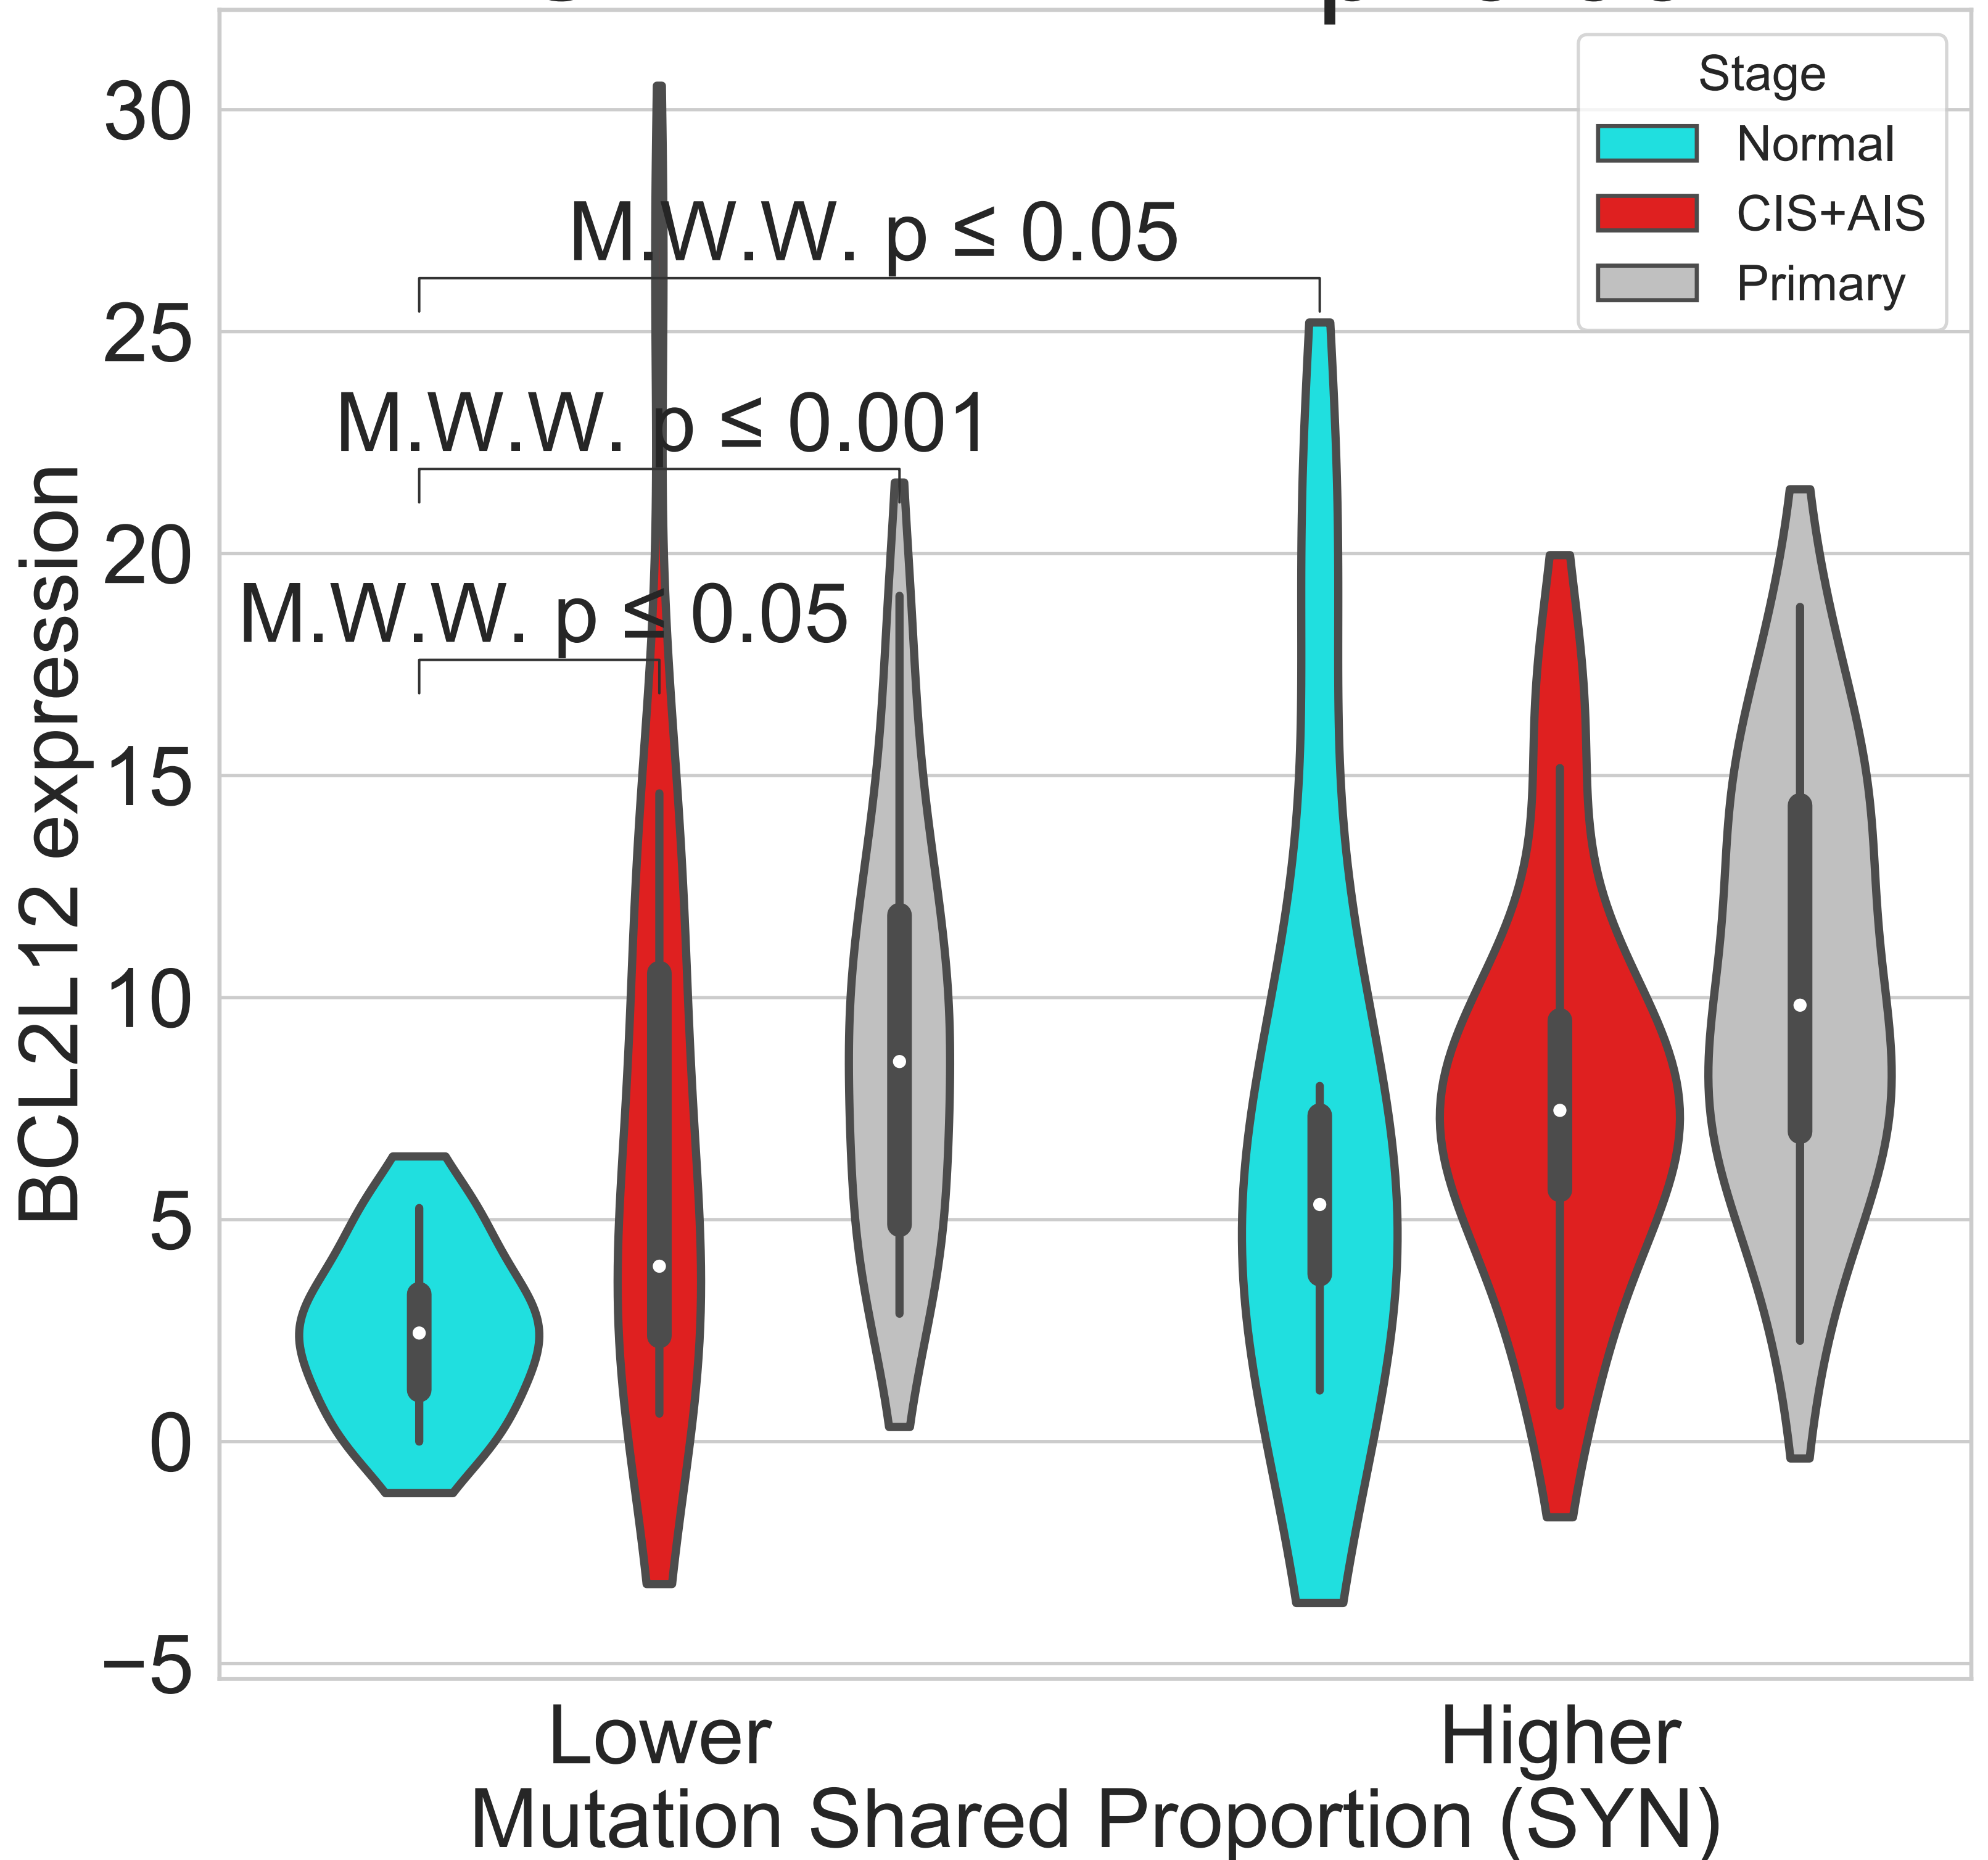 Stage
Normal
CIS+AIS
Primary
M.W.W. p ≤ 0.05
M.W.W. p ≤ 0.001
M.W.W. p ≤ 0.05
30
25
20
15
10
5
0
−5
BCL2L12 expression
Lower
Higher
Mutation Shared Proportion (SYN)